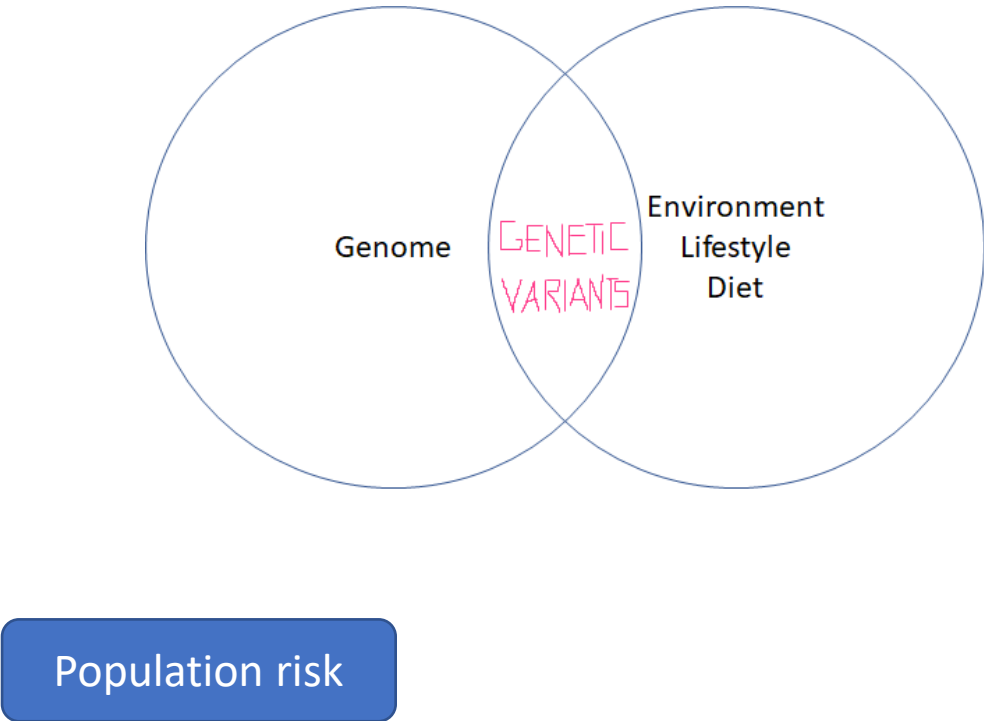 Genome
GENETIC
VARIANTS
Environment
Lifestyle
Diet
Population risk